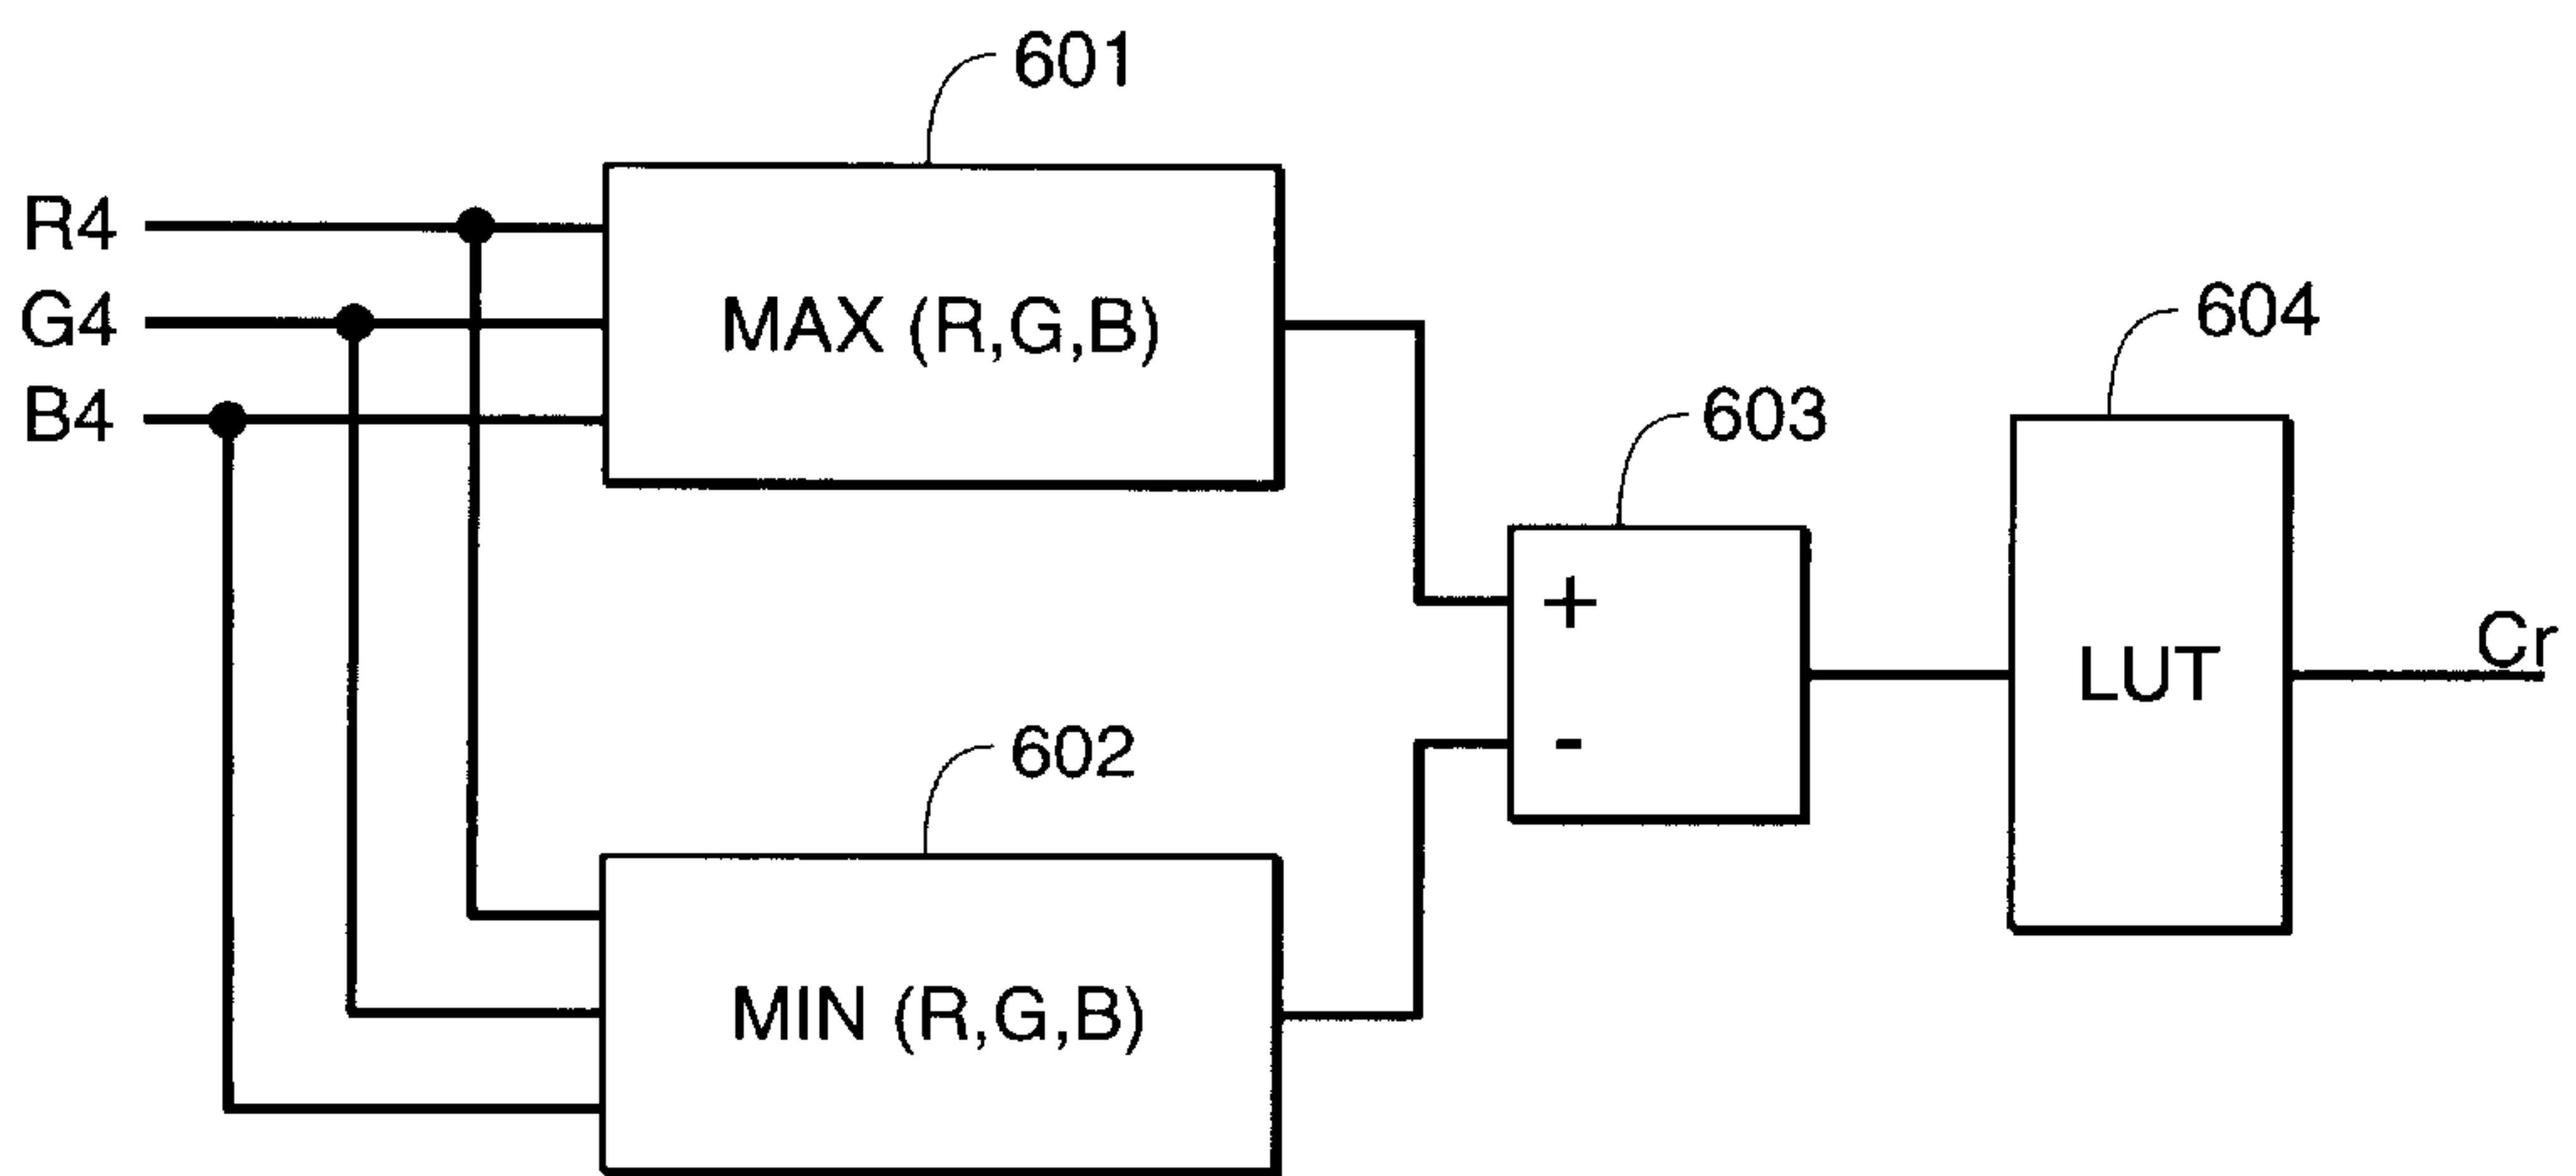 601
R4
G4
B4
MAX (R,G,B)
604
603
+
-
LUT
Cr
602
MIN (R,G,B)